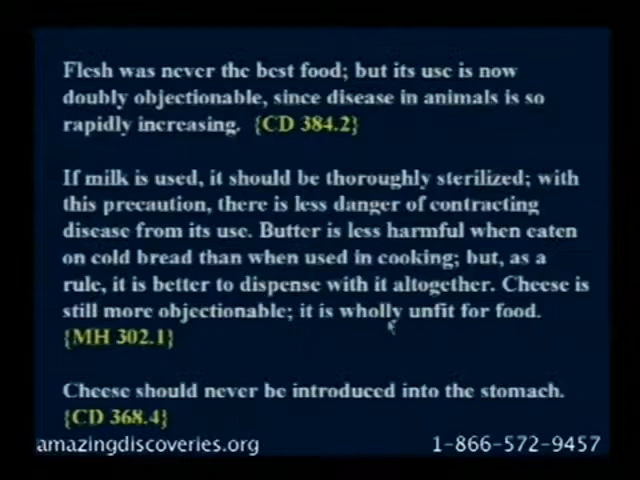 Flesh was never the best food; but its use is now
doubly objectionable, since disease in animals is so
rapidly increasing. {CD 384.2}
If milk is used, it should be thoroughly sterilized; with
this precaution, there is less danger of contracting
disease from its use. Butter is less harmful when eaten
on cold bread than when used in cooking; but, as a
rule, it is better to dispense with it altogether. Cheese is
still more objectionable; it is wholly unfit for food.
{MH 302.1}
Cheese should never be introduced into the stomach.
{CD 368.4}
amazingdiscoveries.org 1-866-572-9457